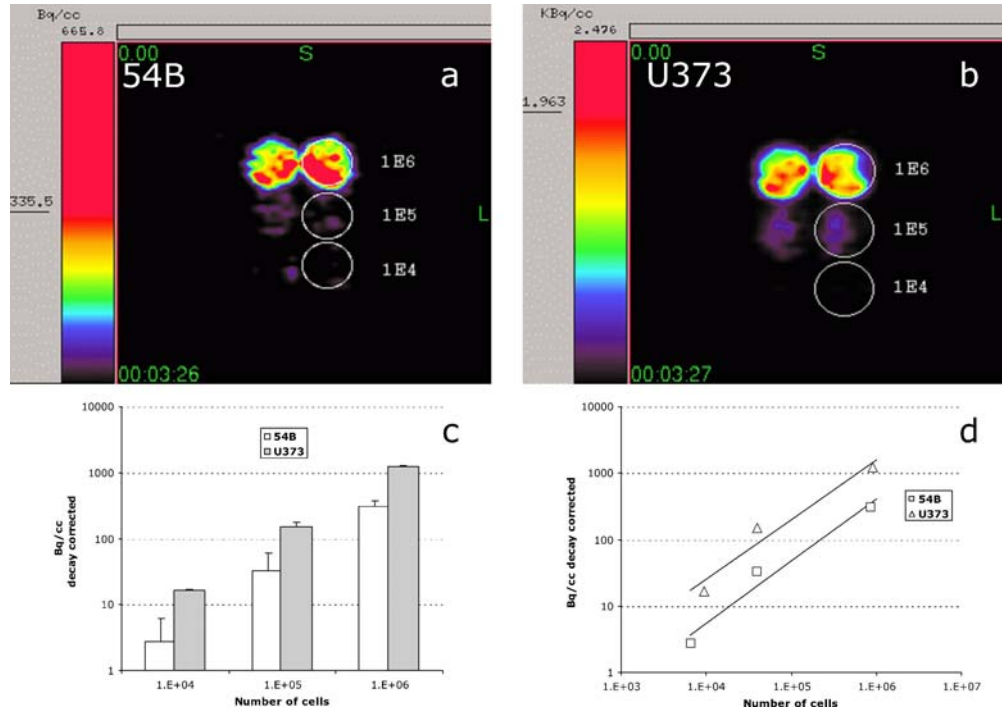 Bq/cc
665.8
335.5
0.00
S
54B
a
1E6
1E5
L
1E4
00:03:26
KBq/cc
2.476
1.963
0.00
S
U373
b
1E6
1E5
L
1E4
00:03:27
c
10000
1000
100
10
1
Bq/cc
decay corrected
54B
U373
1.E+04
1.E+05
1.E+06
Number of cells
d
10000
1000
100
10
1
Bq/cc decay corrected
54B
U373
1.E+03
1.E+04
1.E+05
1.E+06
1.E+07
Number of cells